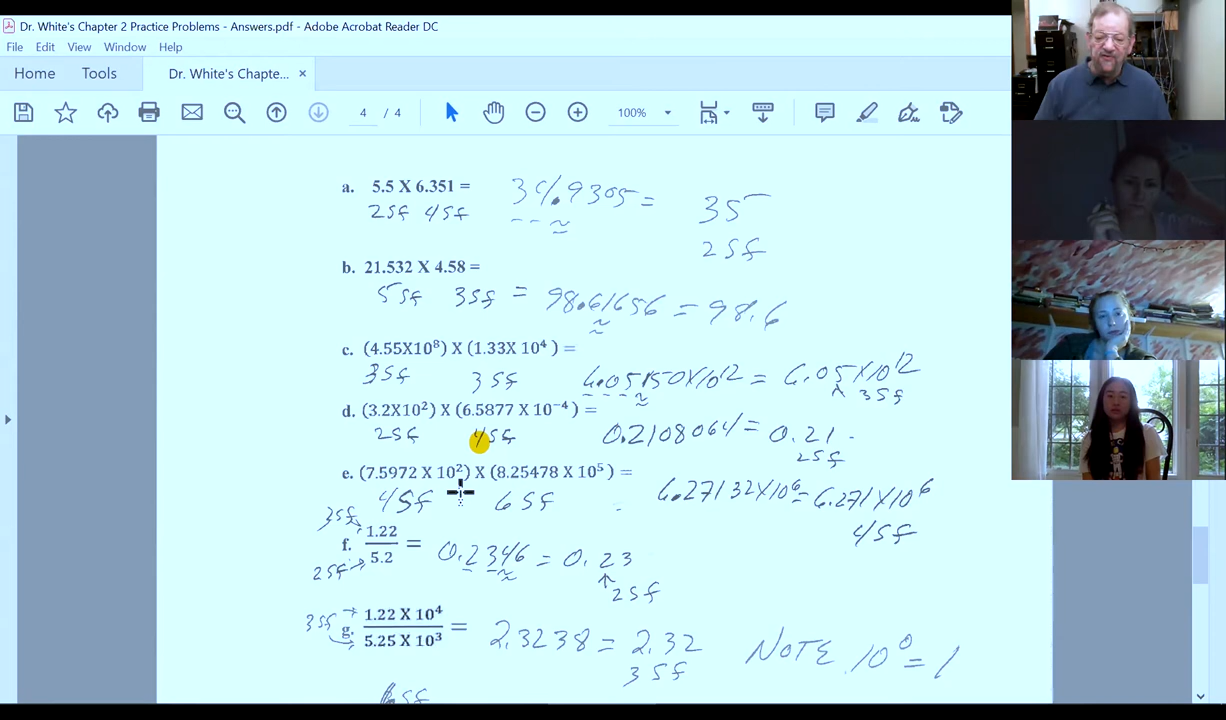 Dr. White's Chapter 2 Practice Problems - Answers.pdf - Adobe Acrobat Reader DC
File Edit View Window Help
Home Tools Dr. White's Chapte... ×
4 / 4 100%
a. 5.5 X 6.351 = 34.9305 = 35
2sf 4sf 2sf
b. 21.532 X 4.58 =
5sf 3sf = 98.61656 = 98.6
c. (4.55X10⁸) X (1.33X 10⁴ ) = 6.05150X10¹² = 6.05X10¹²
3sf 3sf 3sf
d. (3.2X10²) X (6.5877 X 10⁻⁴ ) = 0.2108064 = 0.21
2sf 4sf 2sf
e. (7.5972 X 10²) X (8.25478 X 10⁵ ) = 6.27132X10⁶ = 6.271X10⁶
4sf 6sf 4sf
3sf
f. 1.22 / 5.2 = 0.2346 = 0.23
2sf 2sf
3sf g. 1.22 X 10⁴ / 5.25 X 10³ = 2.3238 = 2.32 NOTE 10⁰ = 1
3sf